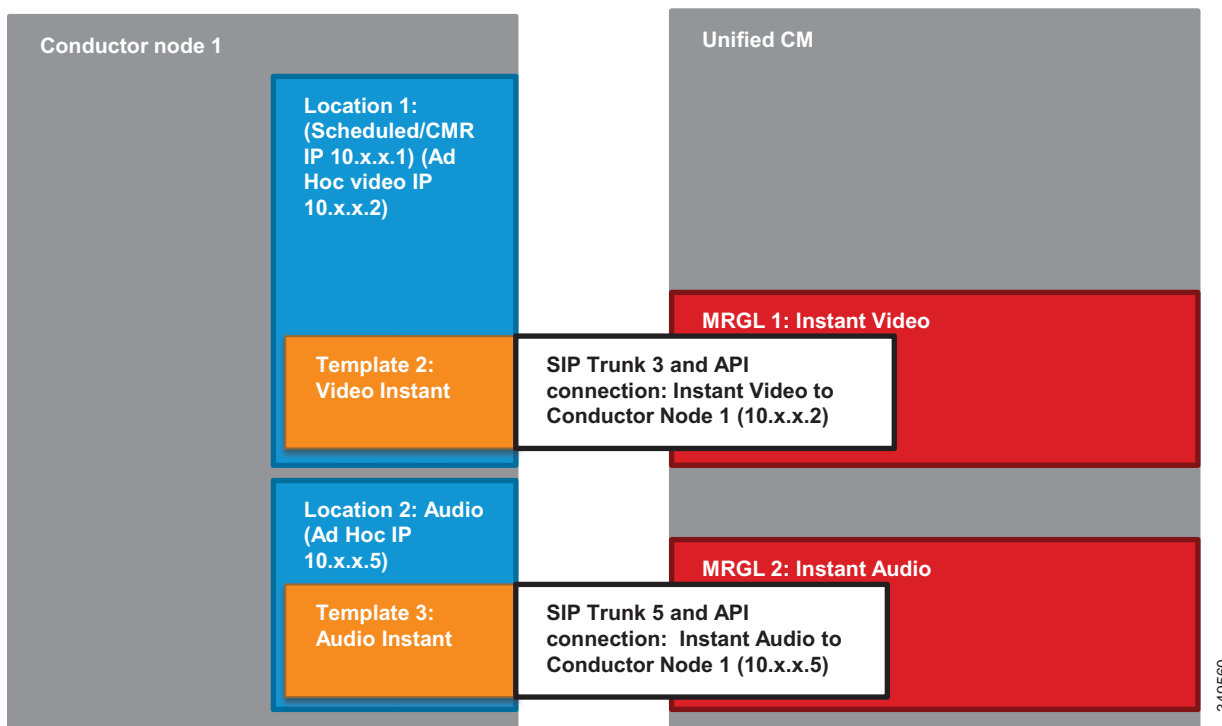 Conductor node 1
Location 1:
(Scheduled/CMR
IP 10.x.x.1) (Ad
Hoc video IP
10.x.x.2)
Template 2:
Video Instant
Location 2: Audio
(Ad Hoc IP
10.x.x.5)
Template 3:
Audio Instant
SIP Trunk 3 and API
connection: Instant Video to
Conductor Node 1 (10.x.x.2)
SIP Trunk 5 and API
connection:  Instant Audio to
Conductor Node 1 (10.x.x.5)
Unified CM
MRGL 1: Instant Video
MRGL 2: Instant Audio